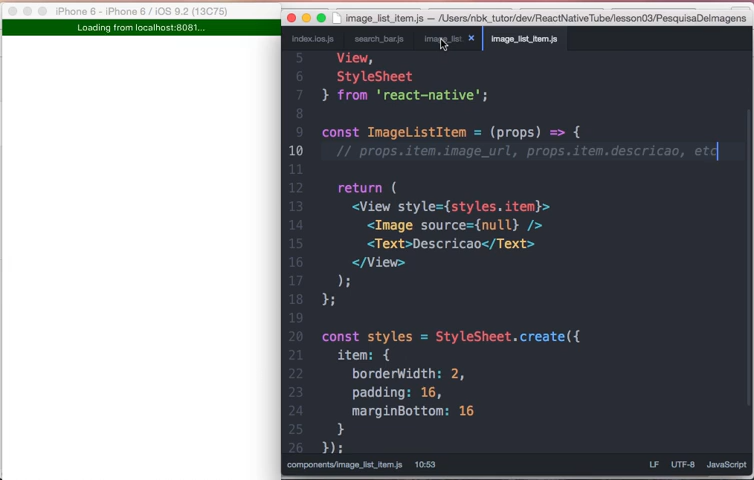 iPhone 6 - iPhone 6 / iOS 9.2 (13C75)
Loading from localhost:8081...
image_list_item.js — /Users/nbk_tutor/dev/ReactNativeTube/lesson03/PesquisaDeImagens
index.ios.js
search_bar.js
image_list
image_list_item.js
5 View,
6 StyleSheet
7 } from 'react-native';
8
9 const ImageListItem = (props) => {
10 // props.item.image_url, props.item.descricao, etc
11
12 return (
13 <View style={styles.item}>
14 <Image source={null} />
15 <Text>Descricao</Text>
16 </View>
17 );
18 };
19
20 const styles = StyleSheet.create({
21 item: {
22 borderWidth: 2,
23 padding: 16,
24 marginBottom: 16
25 }
26 });
components/image_list_item.js 10:53 LF UTF-8 JavaScript